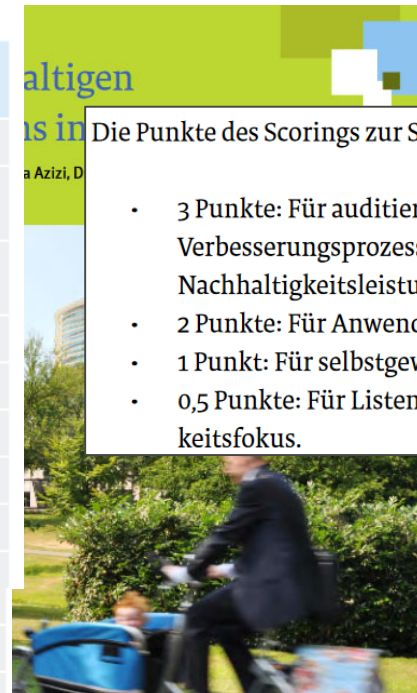 altigen
ns in
a Azizi, D
Die Punkte des Scorings zur S
· 3 Punkte: Für auditier
Verbesserungsprozess
Nachhaltigkeitsleistu
· 2 Punkte: Für Anwend
· 1 Punkt: Für selbstgew
· 0,5 Punkte: Für Listen
keitsfokus.